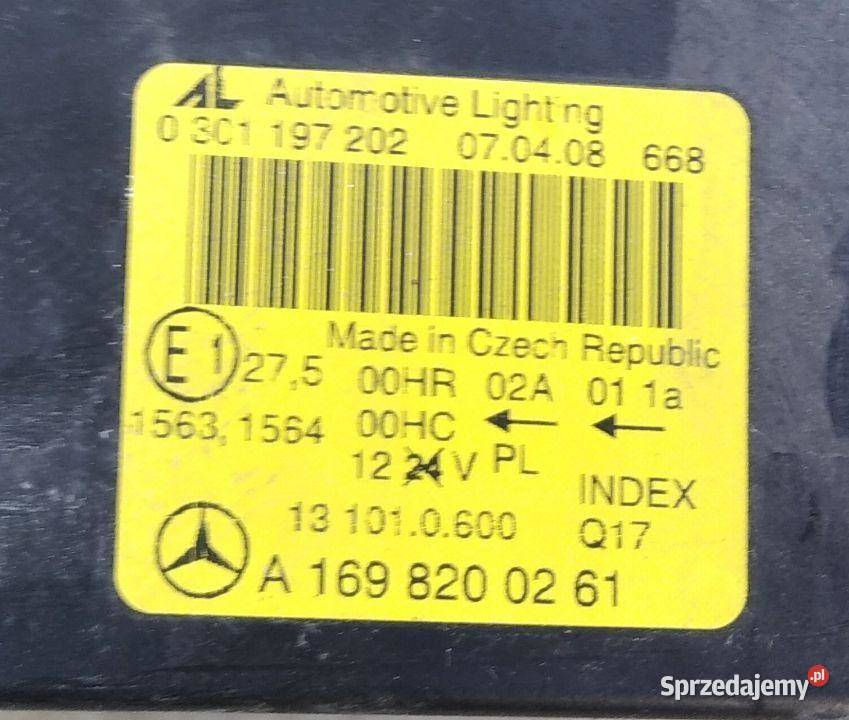 AL Automotive Lighting
0 301 197 202 07.04.08 668
Made in Czech Republic
E1 27,5 00HR 02A 01 1a
1563, 1564 00HC ← ←
12 24 V PL
INDEX
13 101.0.600 Q17
A 169 820 02 61
Sprzedajemy.pl